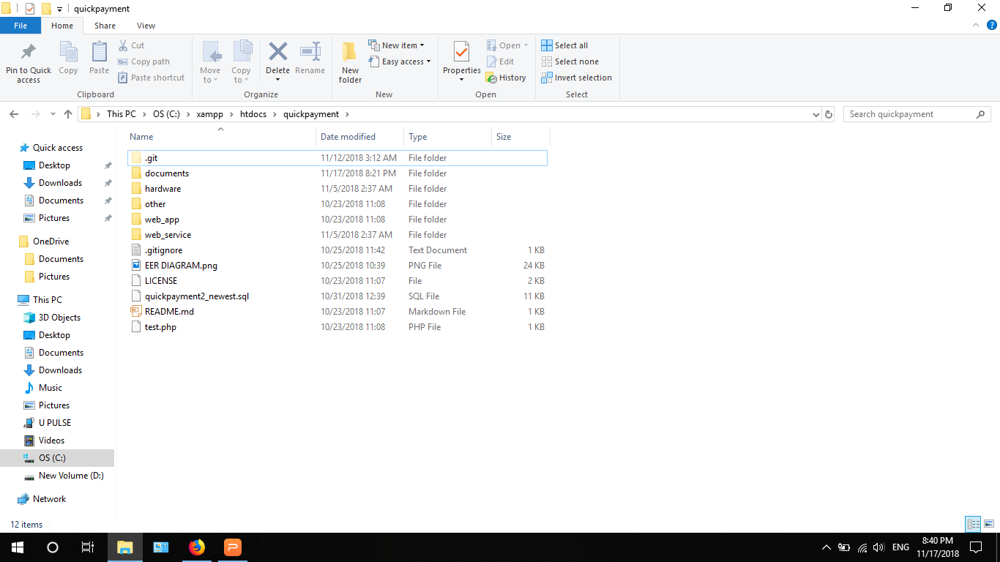 quickpayment
File Home Share View
Pin to Quick access
Copy
Paste
Cut
Copy path
Paste shortcut
Clipboard
Move to
Copy to
Delete
Rename
Organize
New folder
New item
Easy access
New
Properties
Open
Edit
History
Open
Select all
Select none
Invert selection
Select
This PC OS (C:) xampp htdocs quickpayment
Search quickpayment
Quick access
Desktop
Downloads
Documents
Pictures
OneDrive
Documents
Pictures
This PC
3D Objects
Desktop
Documents
Downloads
Music
Pictures
U PULSE
Videos
OS (C:)
New Volume (D:)
Network
Name Date modified Type Size
.git 11/12/2018 3:12 AM File folder
documents 11/17/2018 8:21 PM File folder
hardware 11/5/2018 2:37 AM File folder
other 10/23/2018 11:08 File folder
web_app 10/23/2018 11:08 File folder
web_service 11/5/2018 2:37 AM File folder
.gitignore 10/25/2018 11:42 Text Document 1 KB
EER DIAGRAM.png 10/25/2018 10:39 PNG File 24 KB
LICENSE 10/23/2018 11:07 File 2 KB
quickpayment2_newest.sql 10/31/2018 12:39 SQL File 11 KB
README.md 10/23/2018 11:07 Markdown File 1 KB
test.php 10/23/2018 11:08 PHP File 1 KB
12 items
ENG
8:40 PM
11/17/2018